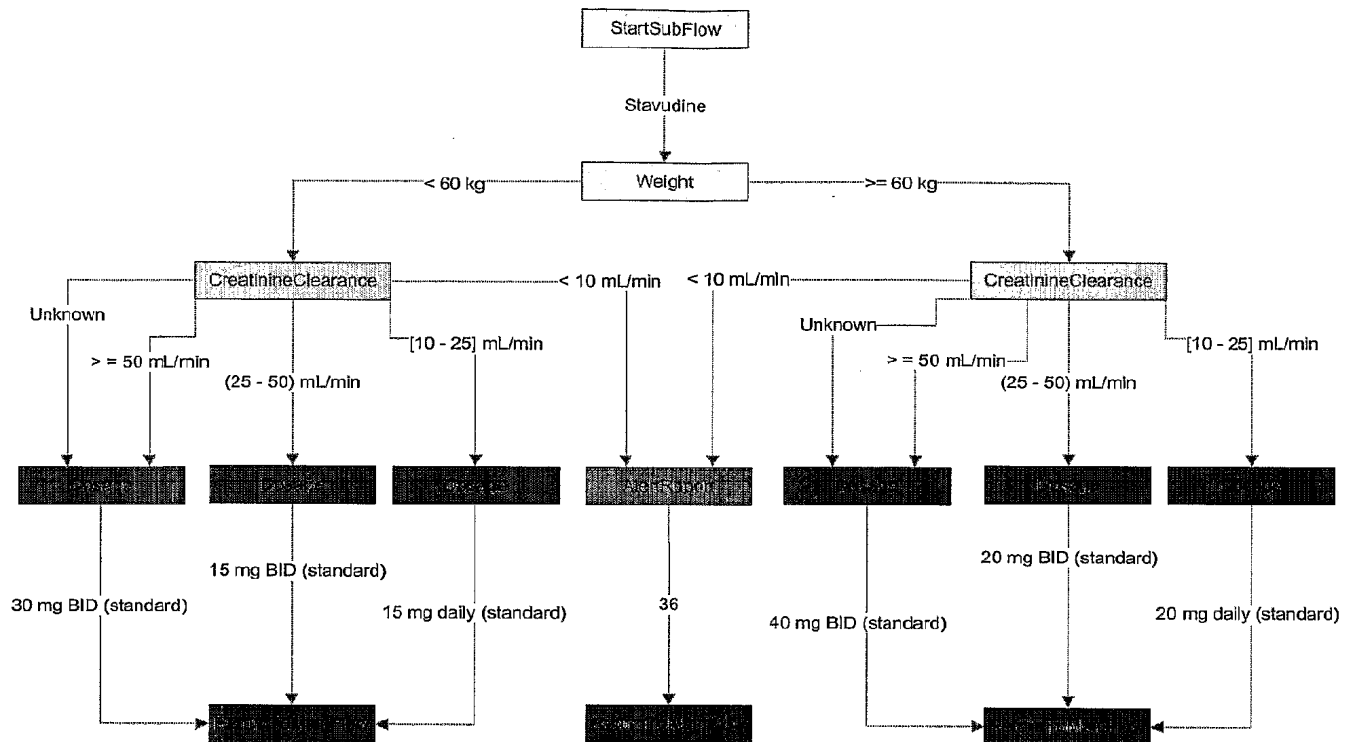 StartSubFlow
Stavudine
Weight
< 60 kg
>= 60 kg
CreatinineClearance
< 10 mL/min
< 10 mL/min
CreatinineClearance
Unknown
> = 50 mL/min
(25 - 50) mL/min
[10 - 25] mL/min
Unknown
> = 50 mL/min
(25 - 50) mL/min
[10 - 25] mL/min
30 mg BID (standard)
15 mg BID (standard)
15 mg daily (standard)
36
40 mg BID (standard)
20 mg BID (standard)
20 mg daily (standard)